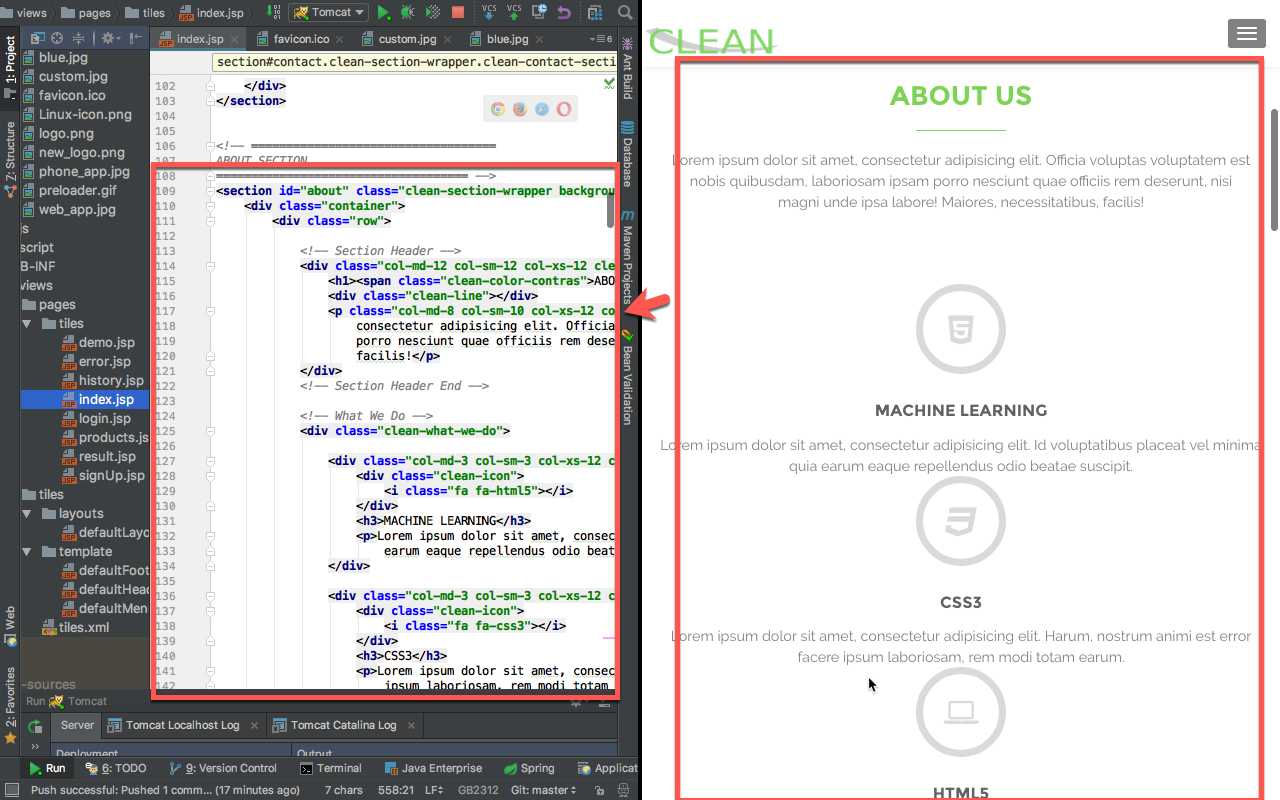 views pages tiles index.jsp Tomcat VCS VCS
1: Project
index.jsp favicon.ico custom.jpg blue.jpg 6
blue.jpg
custom.jpg
favicon.ico
Linux-icon.png
logo.png
new_logo.png
phone_app.jpg
preloader.gif
web_app.jpg
js
script
B-INF
views
pages
tiles
demo.jsp
error.jsp
history.jsp
index.jsp
login.jsp
products.js
result.jsp
signUp.jsp
tiles
layouts
defaultLayo
template
defaultFoot
defaultHea
defaultMen
tiles.xml
-sources
Z: Structure
Web
2: Favorites
section#contact.clean-section-wrapper.clean-contact-secti
102 </div>
103 </section>
104
105
106 <!-- ===================================
107 ABOUT SECTION
108 ==================================== -->
109 <section id="about" class="clean-section-wrapper backgrou
110 <div class="container">
111 <div class="row">
112
113 <!-- Section Header -->
114 <div class="col-md-12 col-sm-12 col-xs-12 cle
115 <h1><span class="clean-color-contras">ABO
116 <div class="clean-line"></div>
117 <p class="col-md-8 col-sm-10 col-xs-12 co
118 consectetur adipisicing elit. Officia
119 porro nesciunt quae officiis rem dese
120 facilis!</p>
121 </div>
122 <!-- Section Header End -->
123
124 <!-- What We Do -->
125 <div class="clean-what-we-do">
126
127 <div class="col-md-3 col-sm-3 col-xs-12 c
128 <div class="clean-icon">
129 <i class="fa fa-html5"></i>
130 </div>
131 <h3>MACHINE LEARNING</h3>
132 <p>Lorem ipsum dolor sit amet, consec
133 earum eaque repellendus odio beat
134 </div>
135
136 <div class="col-md-3 col-sm-3 col-xs-12 c
137 <div class="clean-icon">
138 <i class="fa fa-css3"></i>
139 </div>
140 <h3>CSS3</h3>
141 <p>Lorem ipsum dolor sit amet, consec
142 ipsum laboriosam, rem modi totam
Ant Build
Database
Maven Projects
Bean Validation
Run Tomcat
Server Tomcat Localhost Log Tomcat Catalina Log
Deployment Output
Run 6: TODO 9: Version Control Terminal Java Enterprise Spring Applicat
Push successful: Pushed 1 comm... (17 minutes ago) 7 chars 558:21 LF GB2312 Git: master
CLEAN
ABOUT US
Lorem ipsum dolor sit amet, consectetur adipisicing elit. Officia voluptas voluptatem est
nobis quibusdam, laboriosam ipsam porro nesciunt quae officiis rem deserunt, nisi
magni unde ipsa labore! Maiores, necessitatibus, facilis!
MACHINE LEARNING
Lorem ipsum dolor sit amet, consectetur adipisicing elit. Id voluptatibus placeat vel minima
quia earum eaque repellendus odio beatae suscipit.
CSS3
Lorem ipsum dolor sit amet, consectetur adipisicing elit. Harum, nostrum animi est error
facere ipsum laboriosam, rem modi totam earum.
HTML5